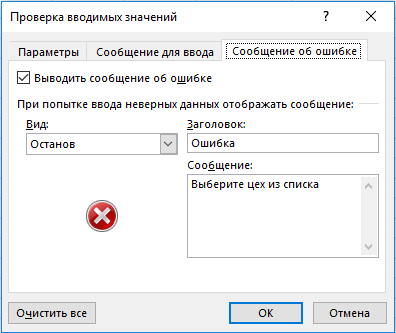 Проверка вводимых значений
Параметры Сообщение для ввода Сообщение об ошибке
Выводить сообщение об ошибке
При попытке ввода неверных данных отображать сообщение:
Вид: Заголовок:
Останов Ошибка
Сообщение:
Выберите цех из списка
Очистить все ОК Отмена